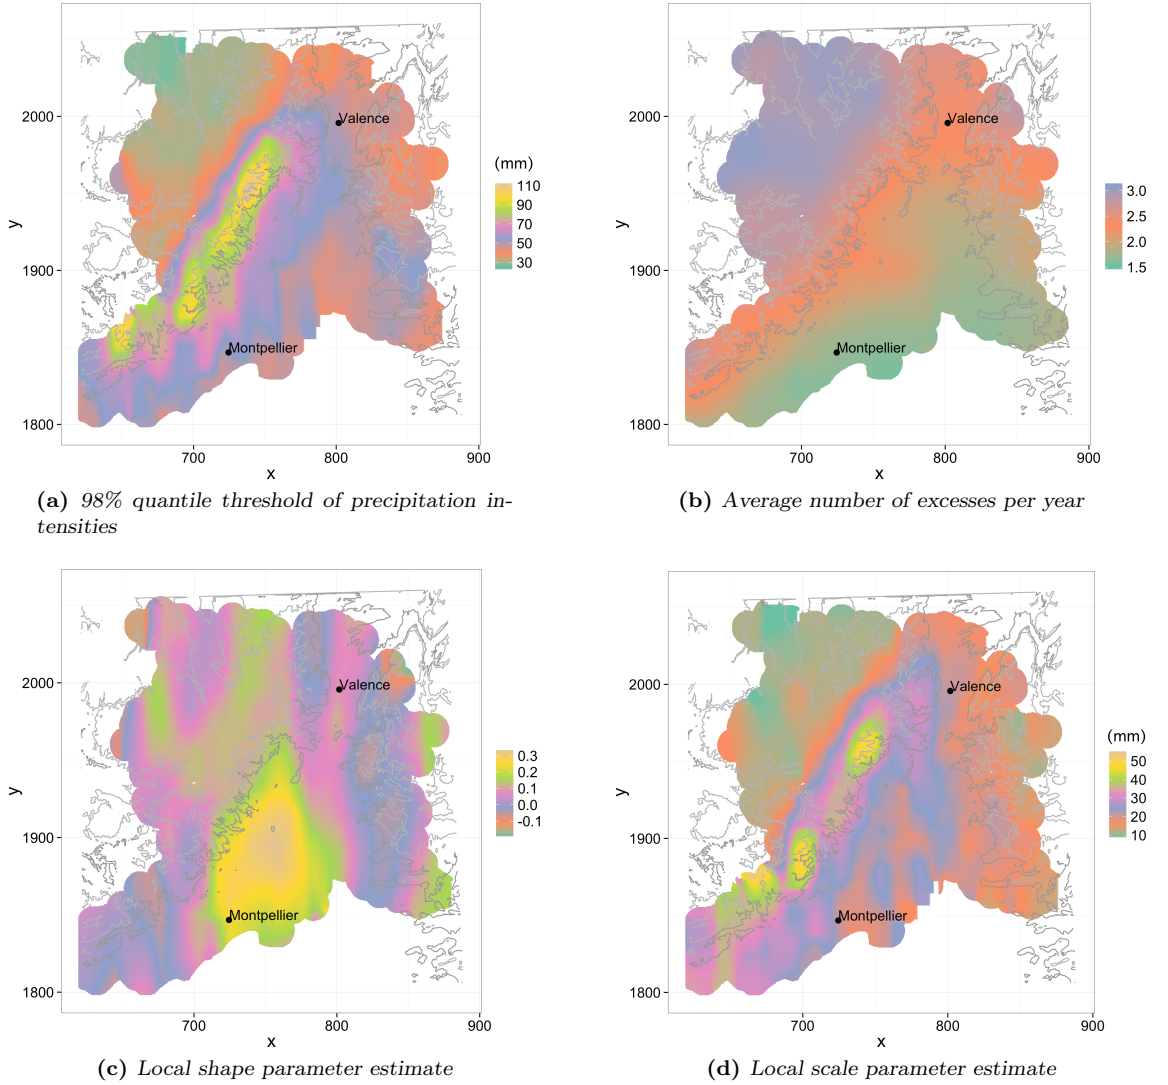 2000
1900
1800
y
700
800
900
x
Valence
Montpellier
(mm)
110
90
70
50
30
(a) 98% quantile threshold of precipitation in-
tensities
2000
1900
1800
y
700
800
900
x
Valence
Montpellier
3.0
2.5
2.0
1.5
(b) Average number of excesses per year
2000
1900
1800
y
700
800
900
x
Valence
Montpellier
0.3
0.2
0.1
0.0
-0.1
(c) Local shape parameter estimate
2000
1900
1800
y
700
800
900
x
Valence
Montpellier
(mm)
50
40
30
20
10
(d) Local scale parameter estimate